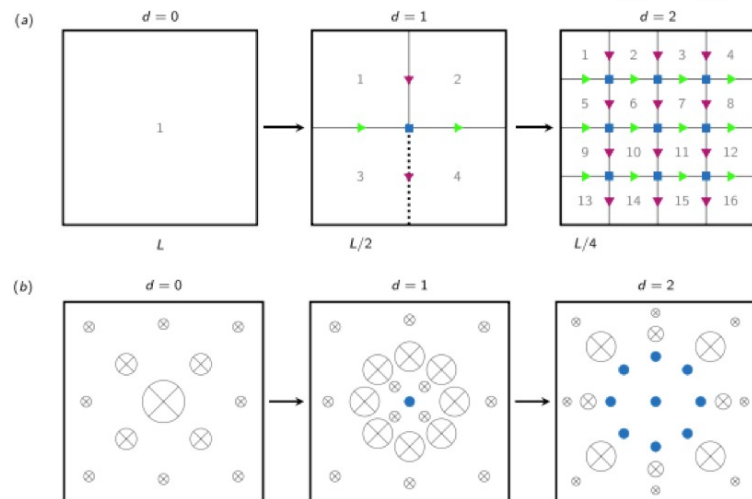 (a) d = 0 d = 1 d = 2
1
1 2
3 4
1 2 3 4
5 6 7 8
9 10 11 12
13 14 15 16
L L/2 L/4
(b) d = 0 d = 1 d = 2